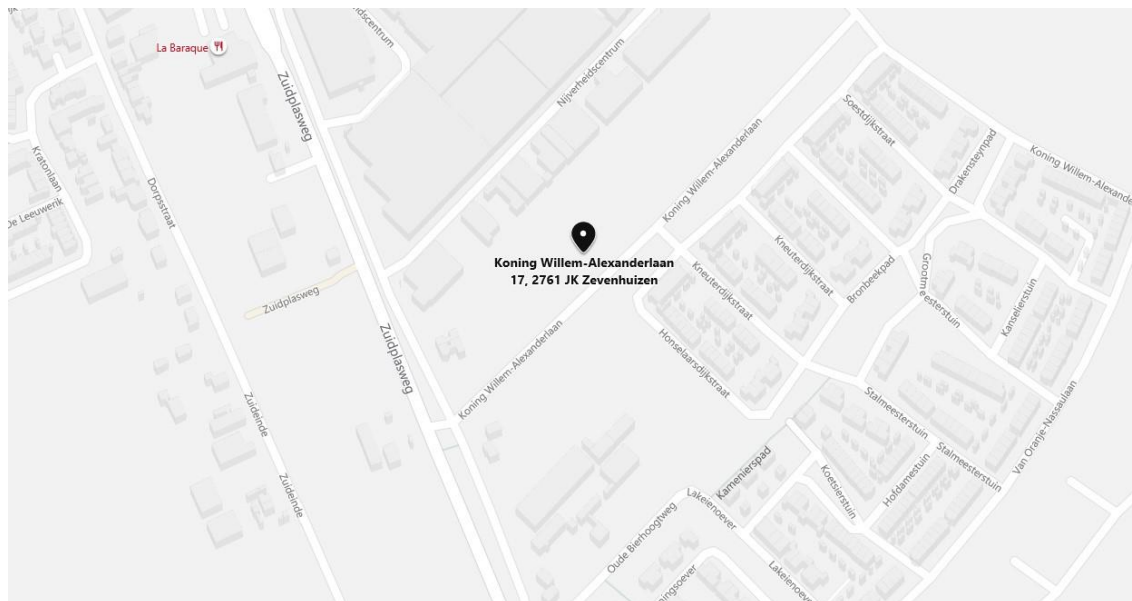 La Baraque
Zuidplasweg
heidscentrum
Nijverheidscentrum
Soestdijkstraat
Drakensteynpad
Koning Willem-Alexande
Koning Willem-Alexanderlaan
Kratonlaan
De Leeuwerik
Dorpsstraat
Koning Willem-Alexanderlaan
17, 2761 JK Zevenhuizen
Kneuterdijkstraat
Kneuterdijkstraat
Bronbeekpad
Grootmeesterstuin
Kanselierstuin
Zuidplasweg
Zuidplasweg
Koning Willem-Alexanderlaan
Honselaarsdijkstraat
Stalmeesterstuin
Stalmeesterstuin
Van Oranje-Nassaulaan
Zuideinde
Zuideinde
Kamenierspad
Koetsierstuin
Hofdamestuin
Lakeienoever
Oude Bierhoogtweg
Lakeienoever
ningsoever